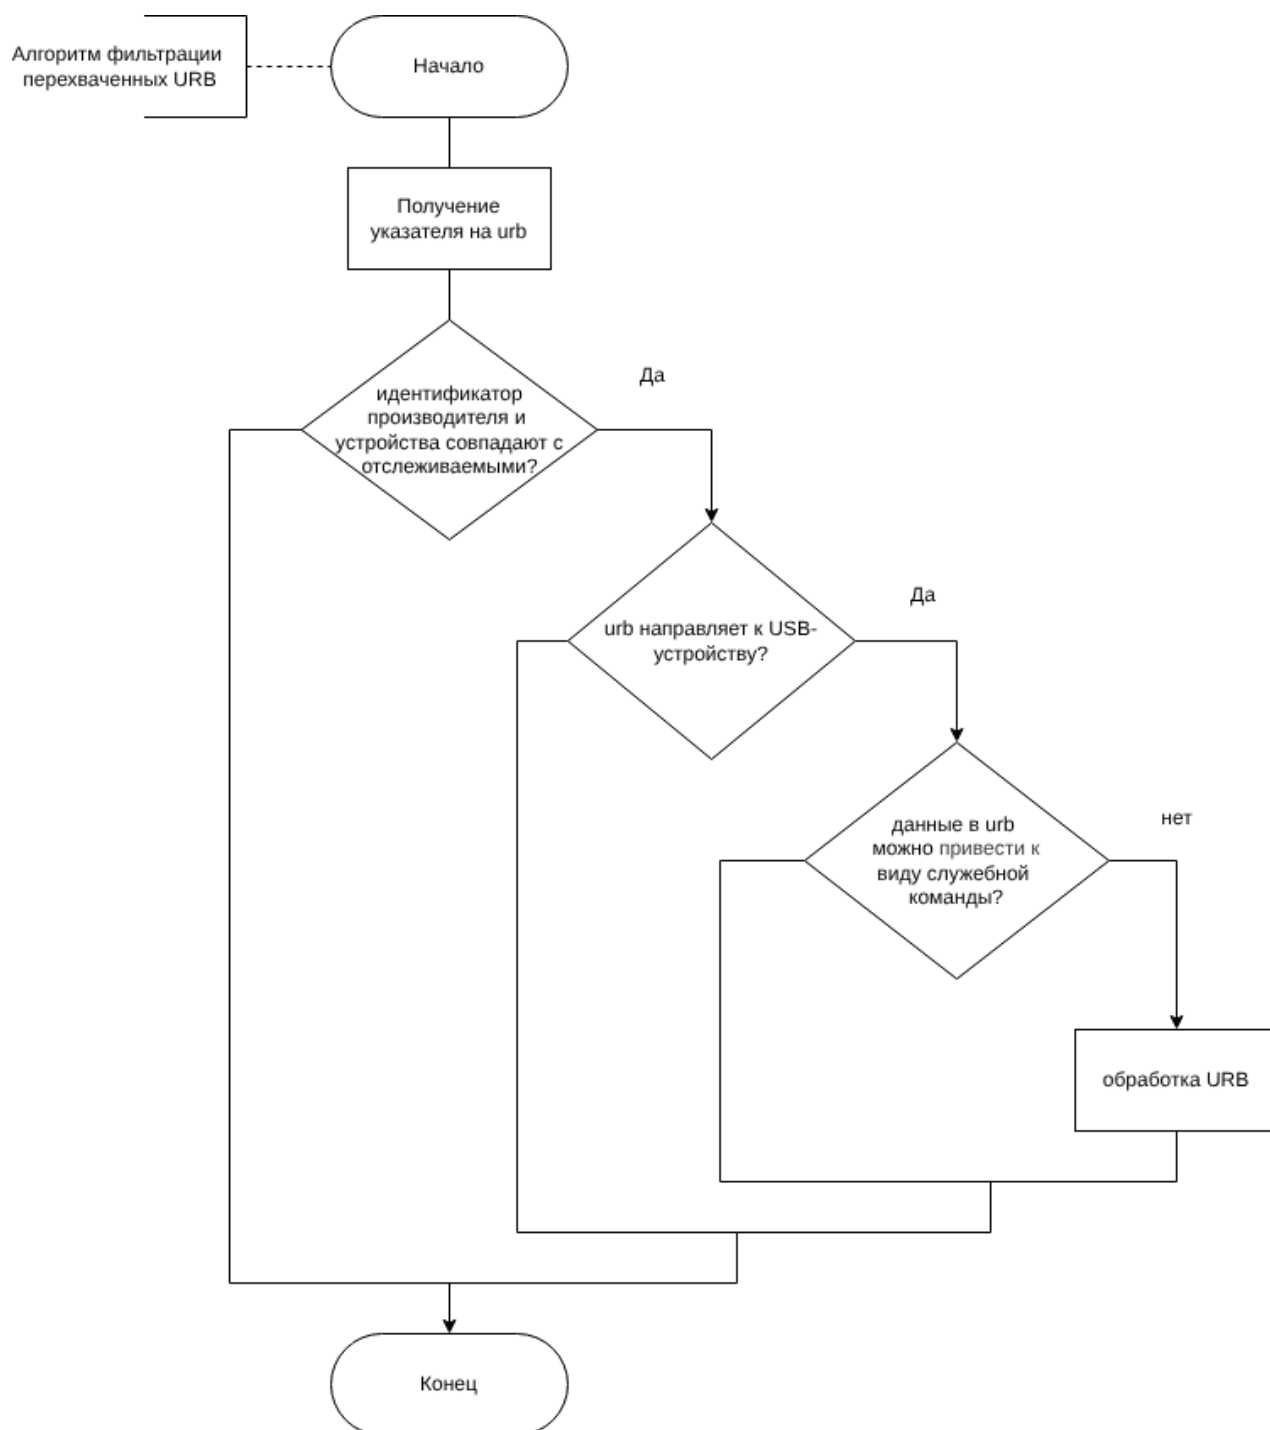 Алгоритм фильтрации
перехваченных URB
Начало
Получение
указателя на urb
идентификатор
производителя и
устройства совпадают с
отслеживаемыми?
Да
urb направляет к USB-
устройству?
Да
данные в urb
можно привести к
виду служебной
команды?
нет
обработка URB
Конец